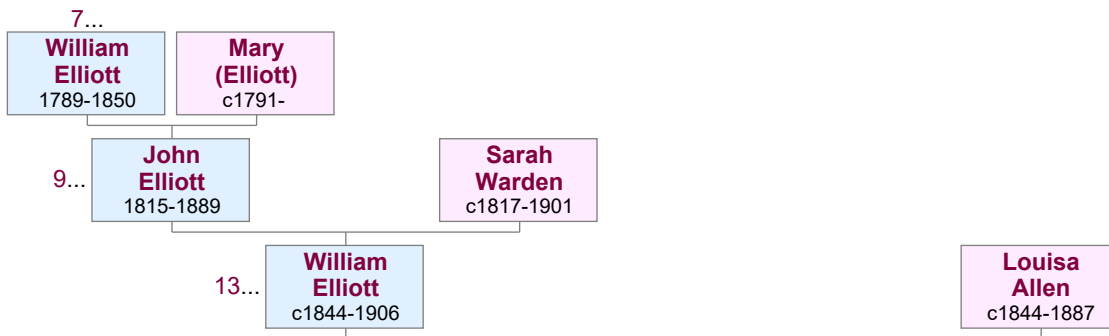 7...
William
Elliott
1789-1850
Mary
(Elliott)
c1791-
9...
John
Elliott
1815-1889
Sarah
Warden
c1817-1901
13...
William
Elliott
c1844-1906
Louisa
Allen
c1844-1887